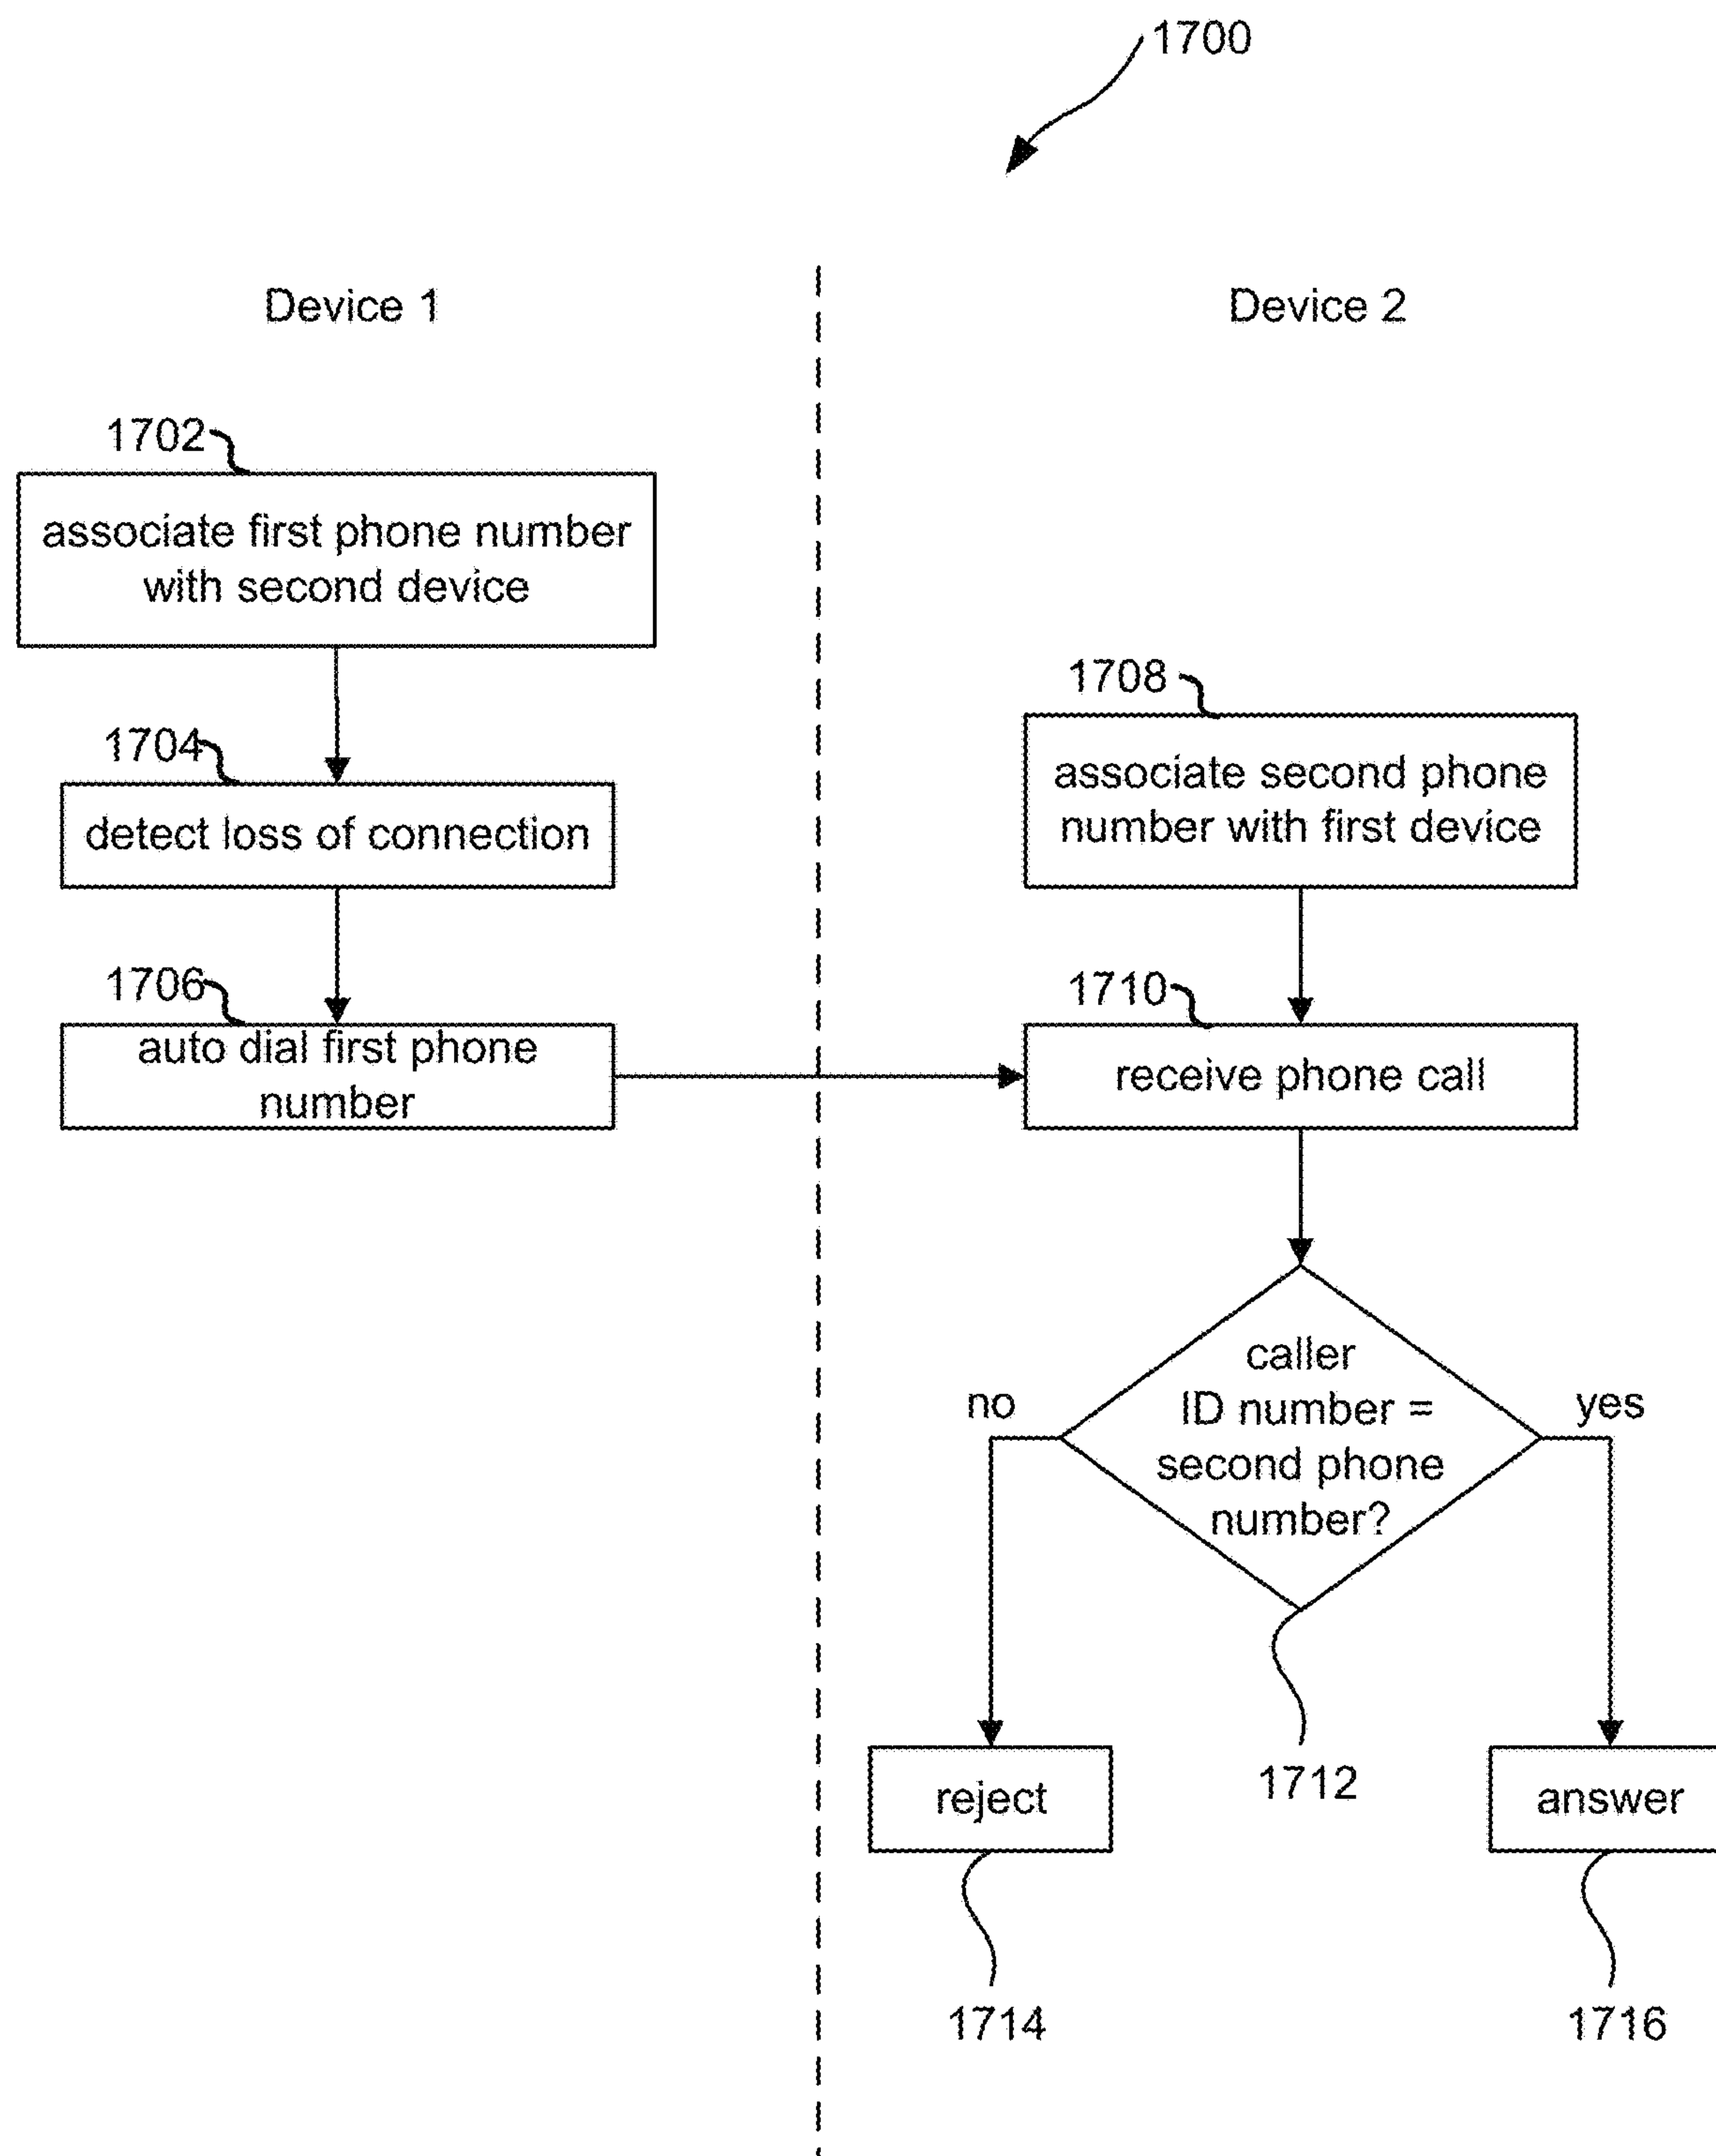 1700
Device 1
Device 2
1702
associate first phone number
with second device
1704
detect loss of connection
1706
auto dial first phone
number
1708
associate second phone
number with first device
1710
receive phone call
caller
ID number =
second phone
number?
no
yes
1712
reject
answer
1714
1716